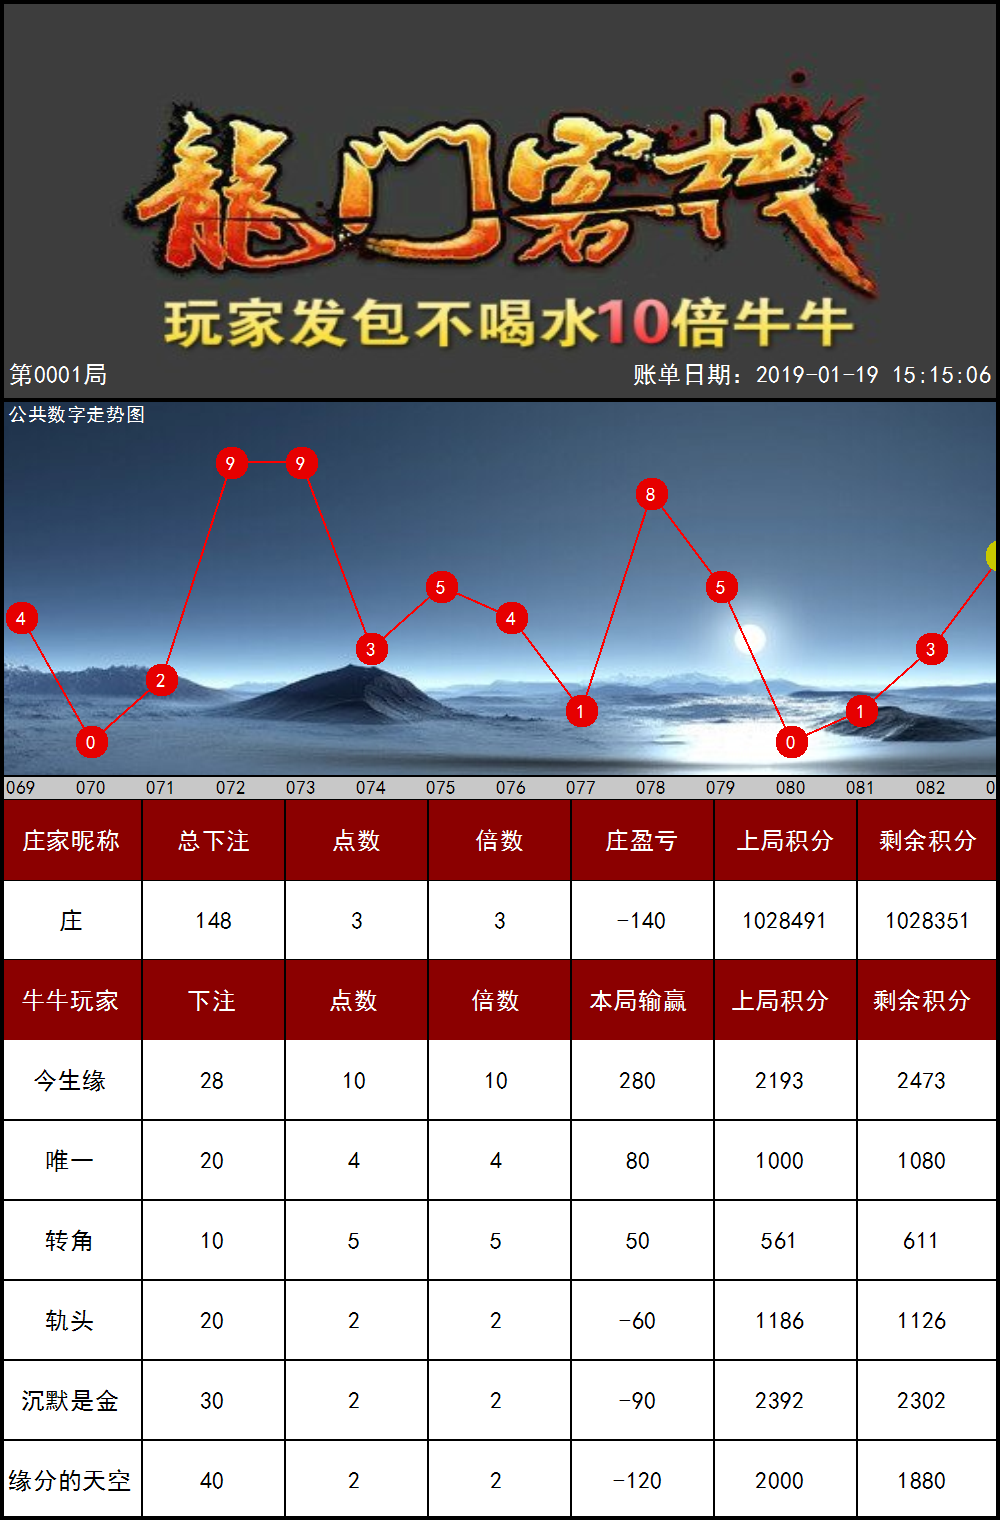 龍门客栈
玩家发包不喝水10倍牛牛
第0001局 账单日期：2019-01-19 15:15:06
公共数字走势图
4 0 2 9 9 3 5 4 1 8 5 0 1 3
069 070 071 072 073 074 075 076 077 078 079 080 081 082 0
庄家昵称 总下注 点数 倍数 庄盈亏 上局积分 剩余积分
庄 148 3 3 -140 1028491 1028351
牛牛玩家 下注 点数 倍数 本局输赢 上局积分 剩余积分
今生缘 28 10 10 280 2193 2473
唯一 20 4 4 80 1000 1080
转角 10 5 5 50 561 611
轨头 20 2 2 -60 1186 1126
沉默是金 30 2 2 -90 2392 2302
缘分的天空 40 2 2 -120 2000 1880